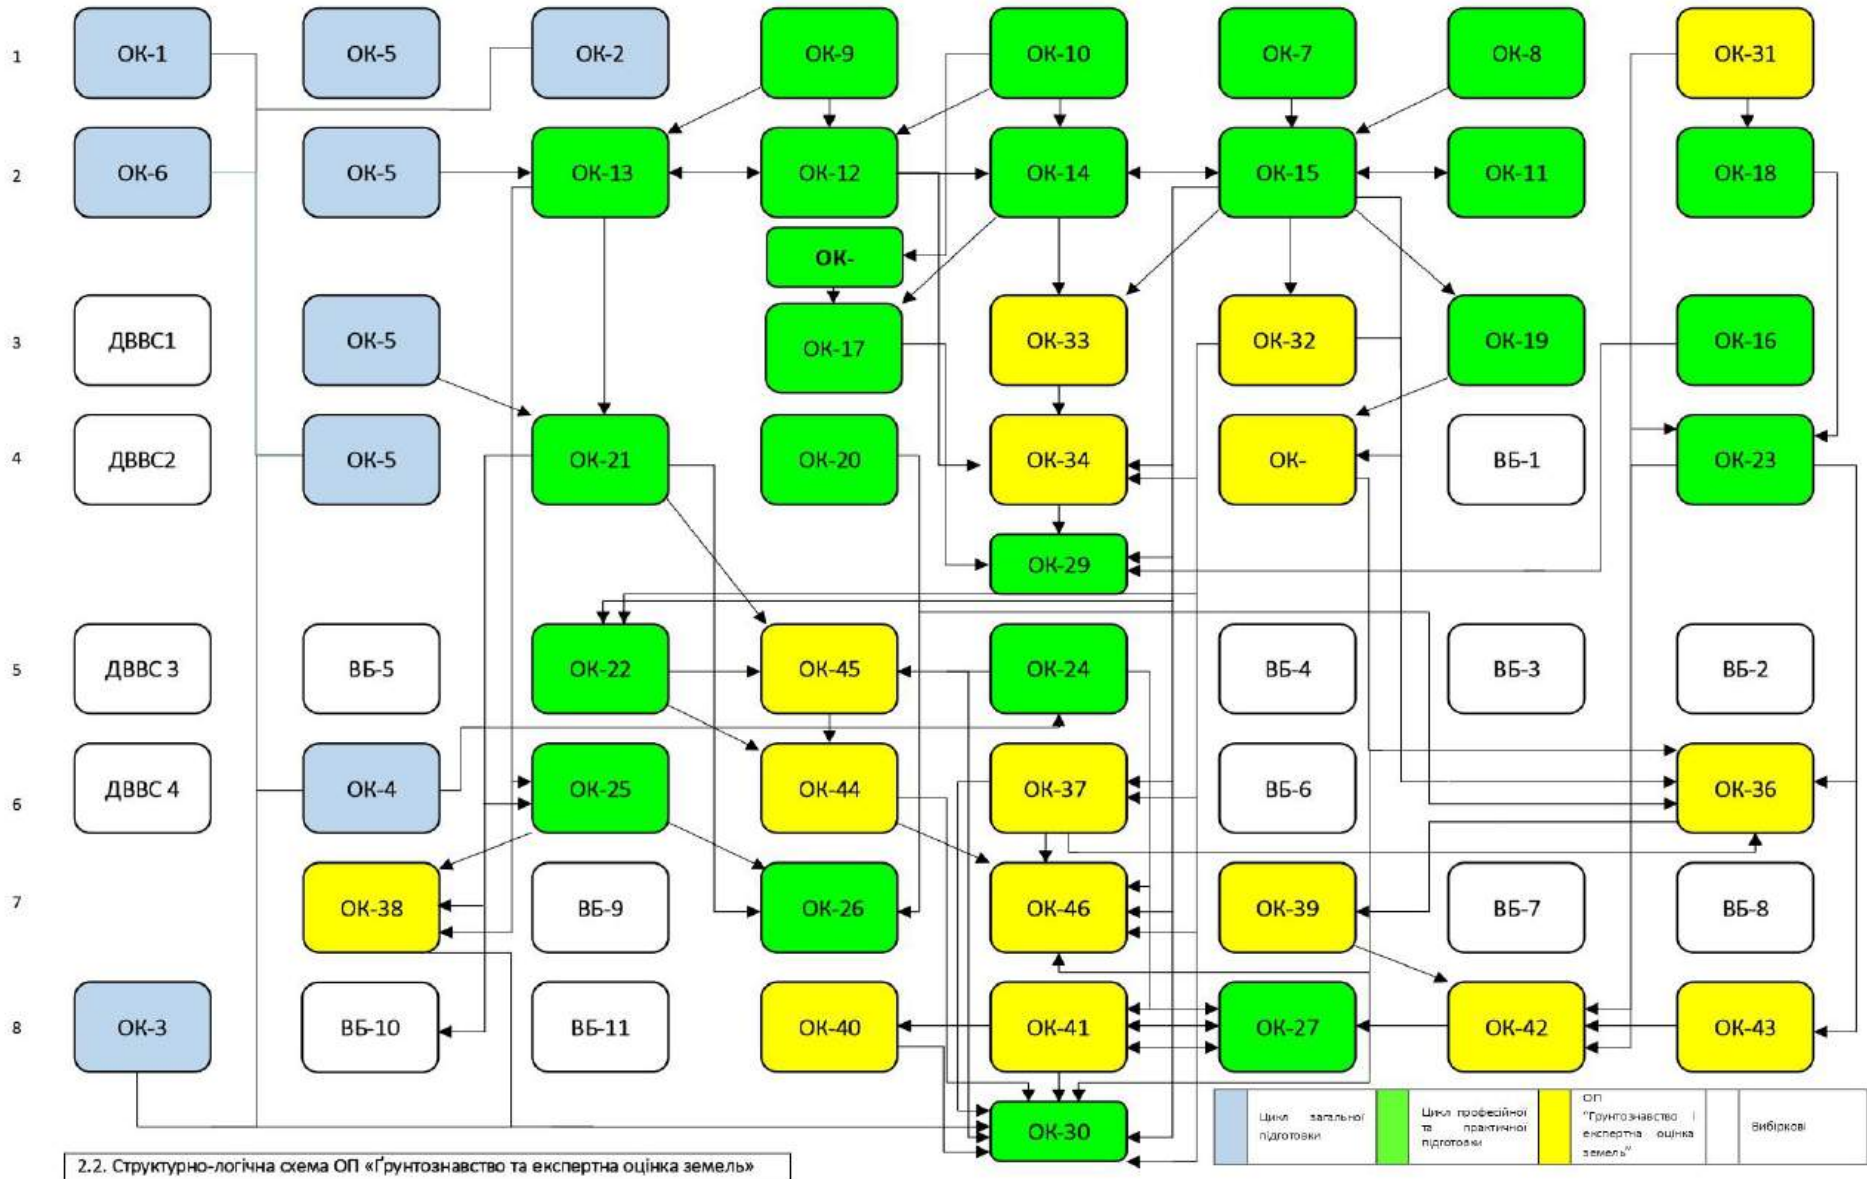 1 ОК-1 ОК-5 ОК-2 ОК-9 ОК-10 ОК-7 ОК-8 ОК-31
2 ОК-6 ОК-5 ОК-13 ОК-12 ОК-14 ОК-15 ОК-11 ОК-18
ОК-
3 ДВВС1 ОК-5 ОК-17 ОК-33 ОК-32 ОК-19 ОК-16
4 ДВВС2 ОК-5 ОК-21 ОК-20 ОК-34 ОК- ВБ-1 ОК-23
ОК-29
5 ДВВС 3 ВБ-5 ОК-22 ОК-45 ОК-24 ВБ-4 ВБ-3 ВБ-2
6 ДВВС 4 ОК-4 ОК-25 ОК-44 ОК-37 ВБ-6 ОК-36
7 ОК-38 ВБ-9 ОК-26 ОК-46 ОК-39 ВБ-7 ВБ-8
8 ОК-3 ВБ-10 ВБ-11 ОК-40 ОК-41 ОК-27 ОК-42 ОК-43
ОК-30
Цикл загальної
підготовки
Цикл професійної
та практичної
підготовки
ОП
"Грунтознавство і
експертна оцінка
земель"
Вибіркові
2.2. Структурно-логічна схема ОП «Ґрунтознавство та експертна оцінка земель»